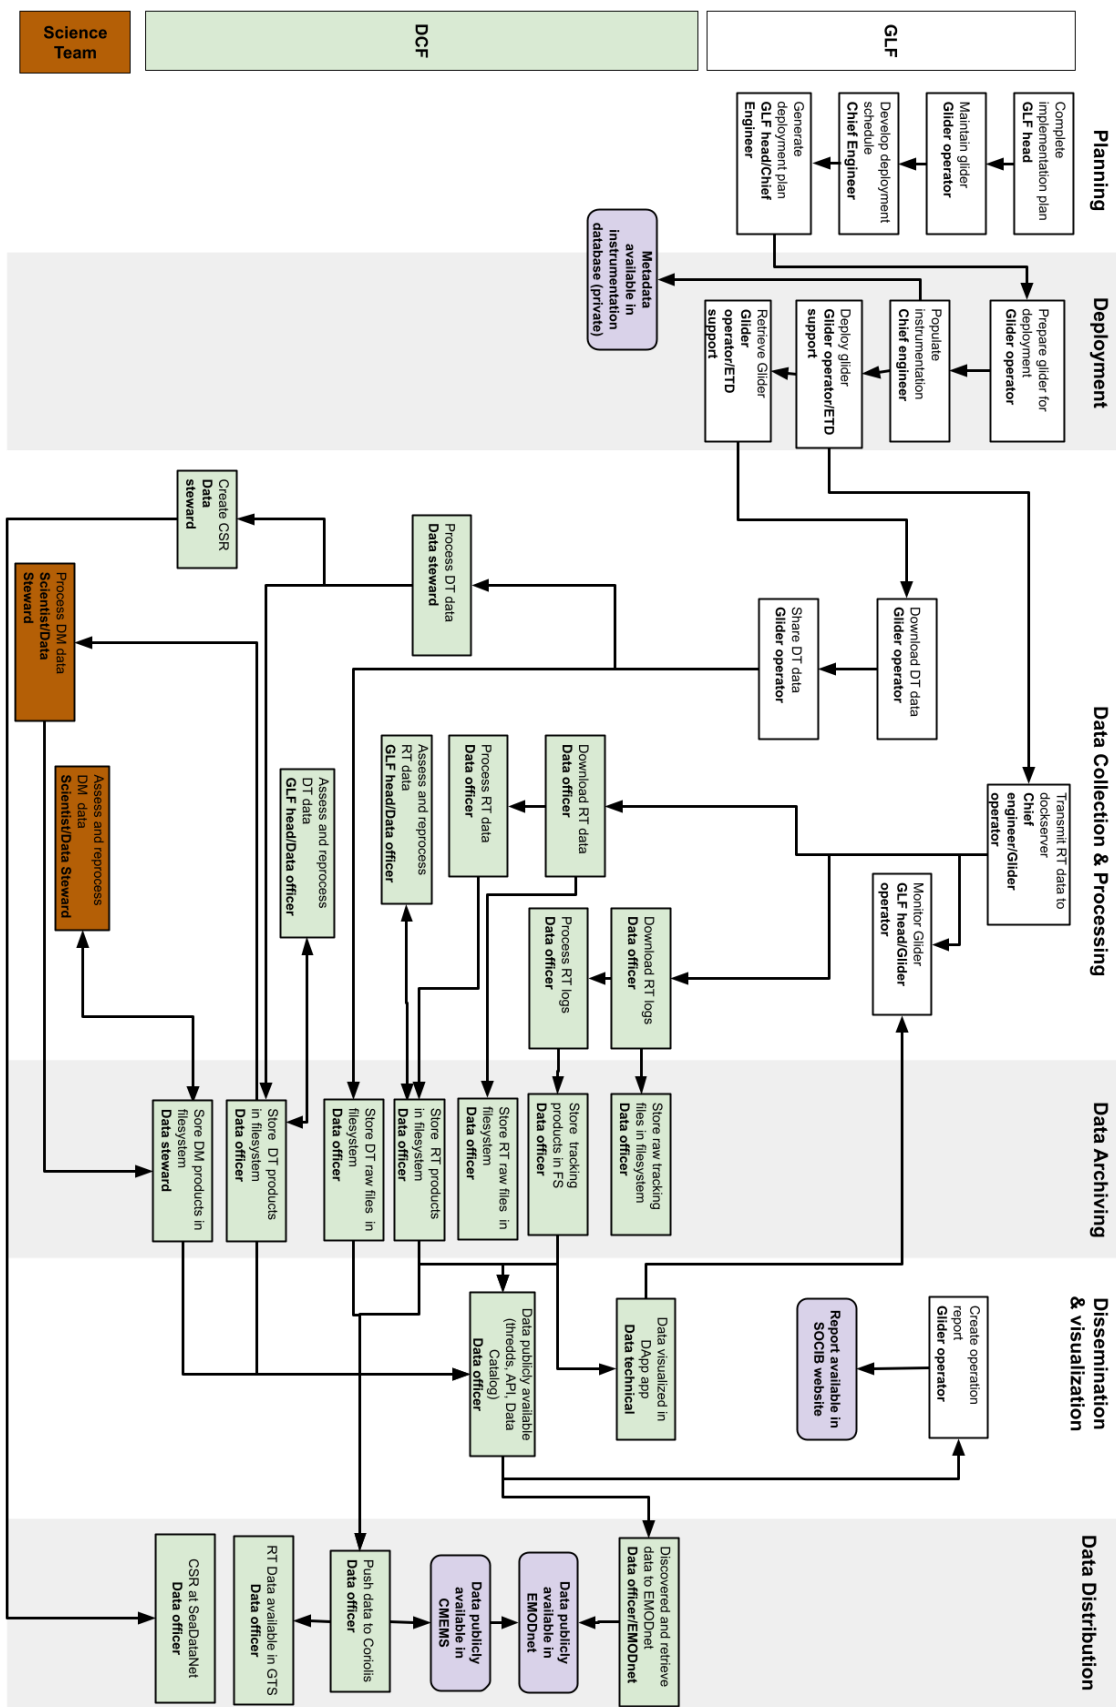 Planning
Deployment
Data Collection & Processing
Data Archiving
Dissemination
& visualization
Data Distribution
GLF
DCF
Science
Team
Complete
implementation plan
GLF head
Maintain glider
Glider operator
Develop deployment
schedule
Chief Engineer
Generate
deployment plan
GLF head/Chief
Engineer
Prepare glider for
deployment
Glider operator
Populate
instrumentation
Chief engineer
Deploy glider
Glider operator/ETD
support
Retrieve Glider
Glider
operator/ETD
support
Metadata
available in
instrumentation
database (private)
Transmit RT data to
dockserver
Chief
engineer/Glider
operator
Monitor Glider
GLF head/Glider
operator
Download DT data
Glider operator
Share DT data
Glider operator
Download RT logs
Data officer
Process RT logs
Data officer
Download RT data
Data officer
Process RT data
Data officer
Assess and reprocess
RT data
GLF head/Data officer
Process DT data
Data steward
Assess and reprocess
DT data
GLF head/Data officer
Create CSR
Data
steward
Process DM data
Scientist/Data
Steward
Assess and reprocess
DM data
Scientist/Data Steward
Store raw tracking
files in filesystem
Data officer
Store tracking
products in FS
Data officer
Store RT raw files in
filesystem
Data officer
Store RT products
in filesystem
Data officer
Store DT raw files in
filesystem
Data officer
Store DT products
in filesystem
Data officer
Sore DM products in
filesystem
Data steward
Create operation
report
Glider operator
Report available in
SOCIB website
Data visualized in
DApp app
Data technical
Data publicly available
(thredds, API, Data
Catalog)
Data officer
Discovered and retrieve
data to EMODnet
Data officer/EMODnet
Data publicly
available in
EMODnet
Data publicly
available in
CMEMS
Push data to Coriolis
Data officer
RT Data available in GTS
Data officer
CSR at SeaDataNet
Data officer